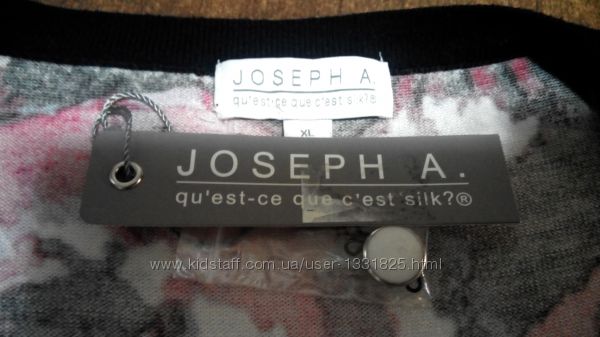 JOSEPH A.
qu'est-ce que c'est silk?®
XL
JOSEPH A.
qu'est-ce que c'est silk?®
www.kidstaff.com.ua/user-1331825.html